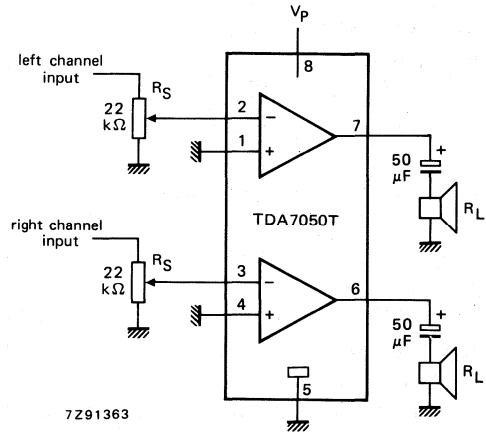 V_P
8
left channel
input
R_S
22
kΩ
2
−
1
+
7
+
50
μF
R_L
TDA7050T
right channel
input
R_S
22
kΩ
3
−
4
+
6
+
50
μF
R_L
5
7Z91363